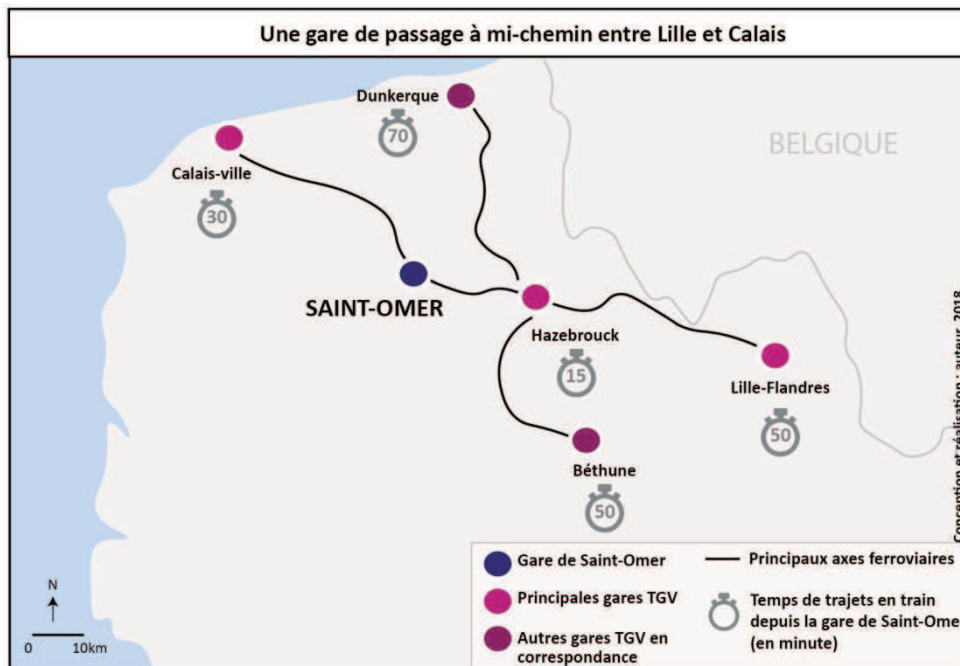 Une gare de passage à mi-chemin entre Lille et Calais
Dunkerque
70
BELGIQUE
Calais-ville
30
SAINT-OMER
Hazebrouck
15
Lille-Flandres
50
Béthune
50
Conception et réalisation : auteur, 2018
N
0 10km
Gare de Saint-Omer
Principales gares TGV
Autres gares TGV en
correspondance
Principaux axes ferroviaires
Temps de trajets en train
depuis la gare de Saint-Ome
(en minute)